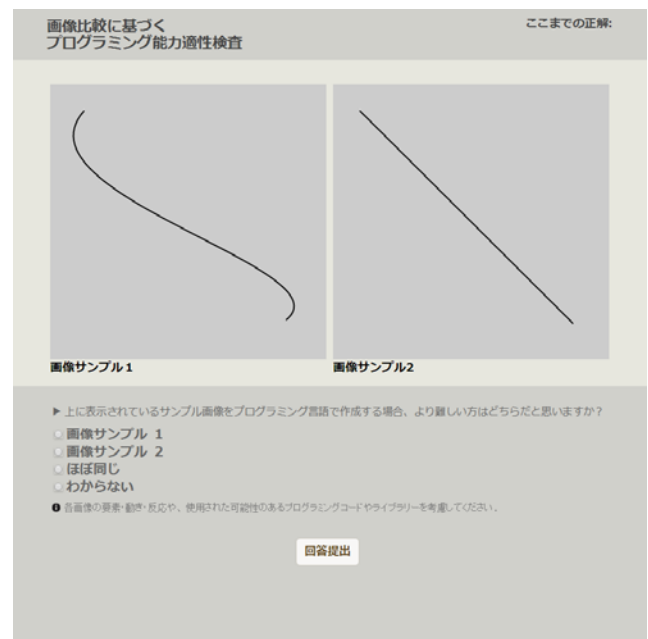 画像比較に基づく
プログラミング能力適性検査
ここまでの正解:
画像サンプル1
画像サンプル2
▶ 上に表示されているサンプル画像をプログラミング言語で作成する場合、より難しい方はどちらだと思いますか?
画像サンプル 1
画像サンプル 2
ほぼ同じ
わからない
各画像の要素・動き・反応や、使用された可能性のあるプログラミングコードやライブラリーを考慮してください。
回答提出